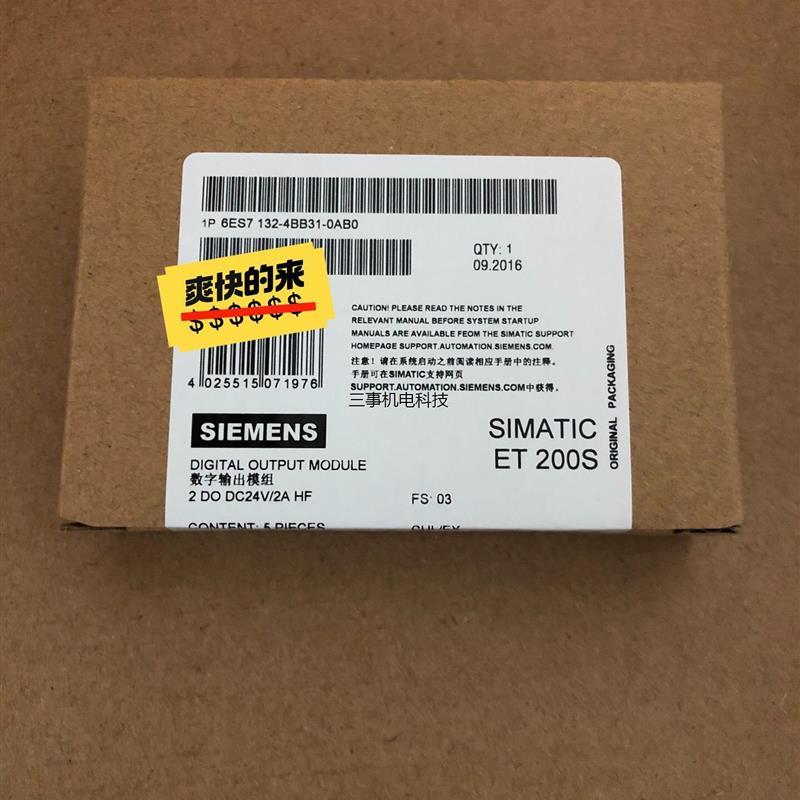 1P 6ES7 132-4BB31-0AB0
QTY: 1
09.2016
爽快的来
$$$$$$
CAUTION! PLEASE READ THE NOTES IN THE
RELEVANT MANUAL BEFORE SYSTEM STARTUP
MANUALS ARE AVAILABLE FEOM THE SIMATIC SUPPORT
HOMEPAGE SUPPORT.AUTOMATION.SIEMENS.COM.
注意！请在系统启动之前阅读相应手册中的注释。
手册可在SIMATIC支持网页
SUPPORT.AUTOMATION.SIEMENS.COM中获得。
4 025515 071976
三事机电科技
SIEMENS
SIMATIC
ET 200S
ORIGINAL PACKAGING
DIGITAL OUTPUT MODULE
数字输出模组
2 DO DC24V/2A HF
FS: 03
CONTENT: 5 PIECES